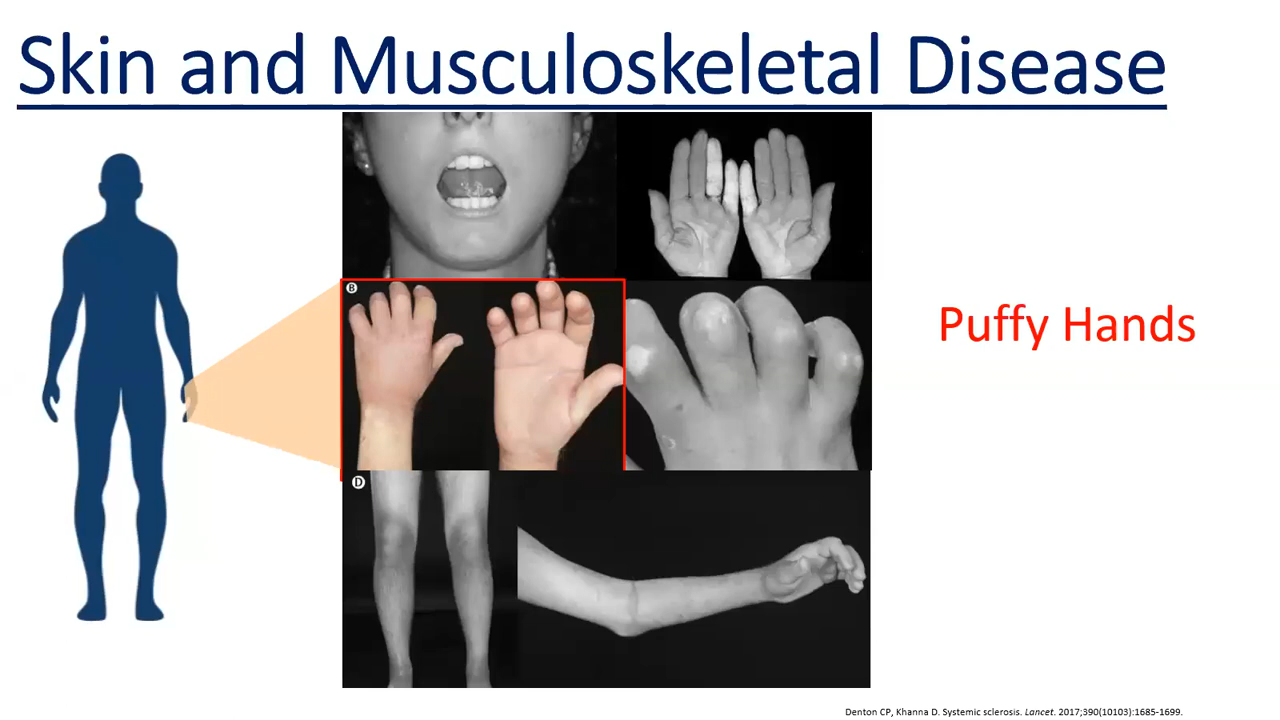 Skin and Musculoskeletal Disease
B
Puffy Hands
D
Denton CP, Khanna D. Systemic sclerosis. Lancet. 2017;390(10103):1685-1699.